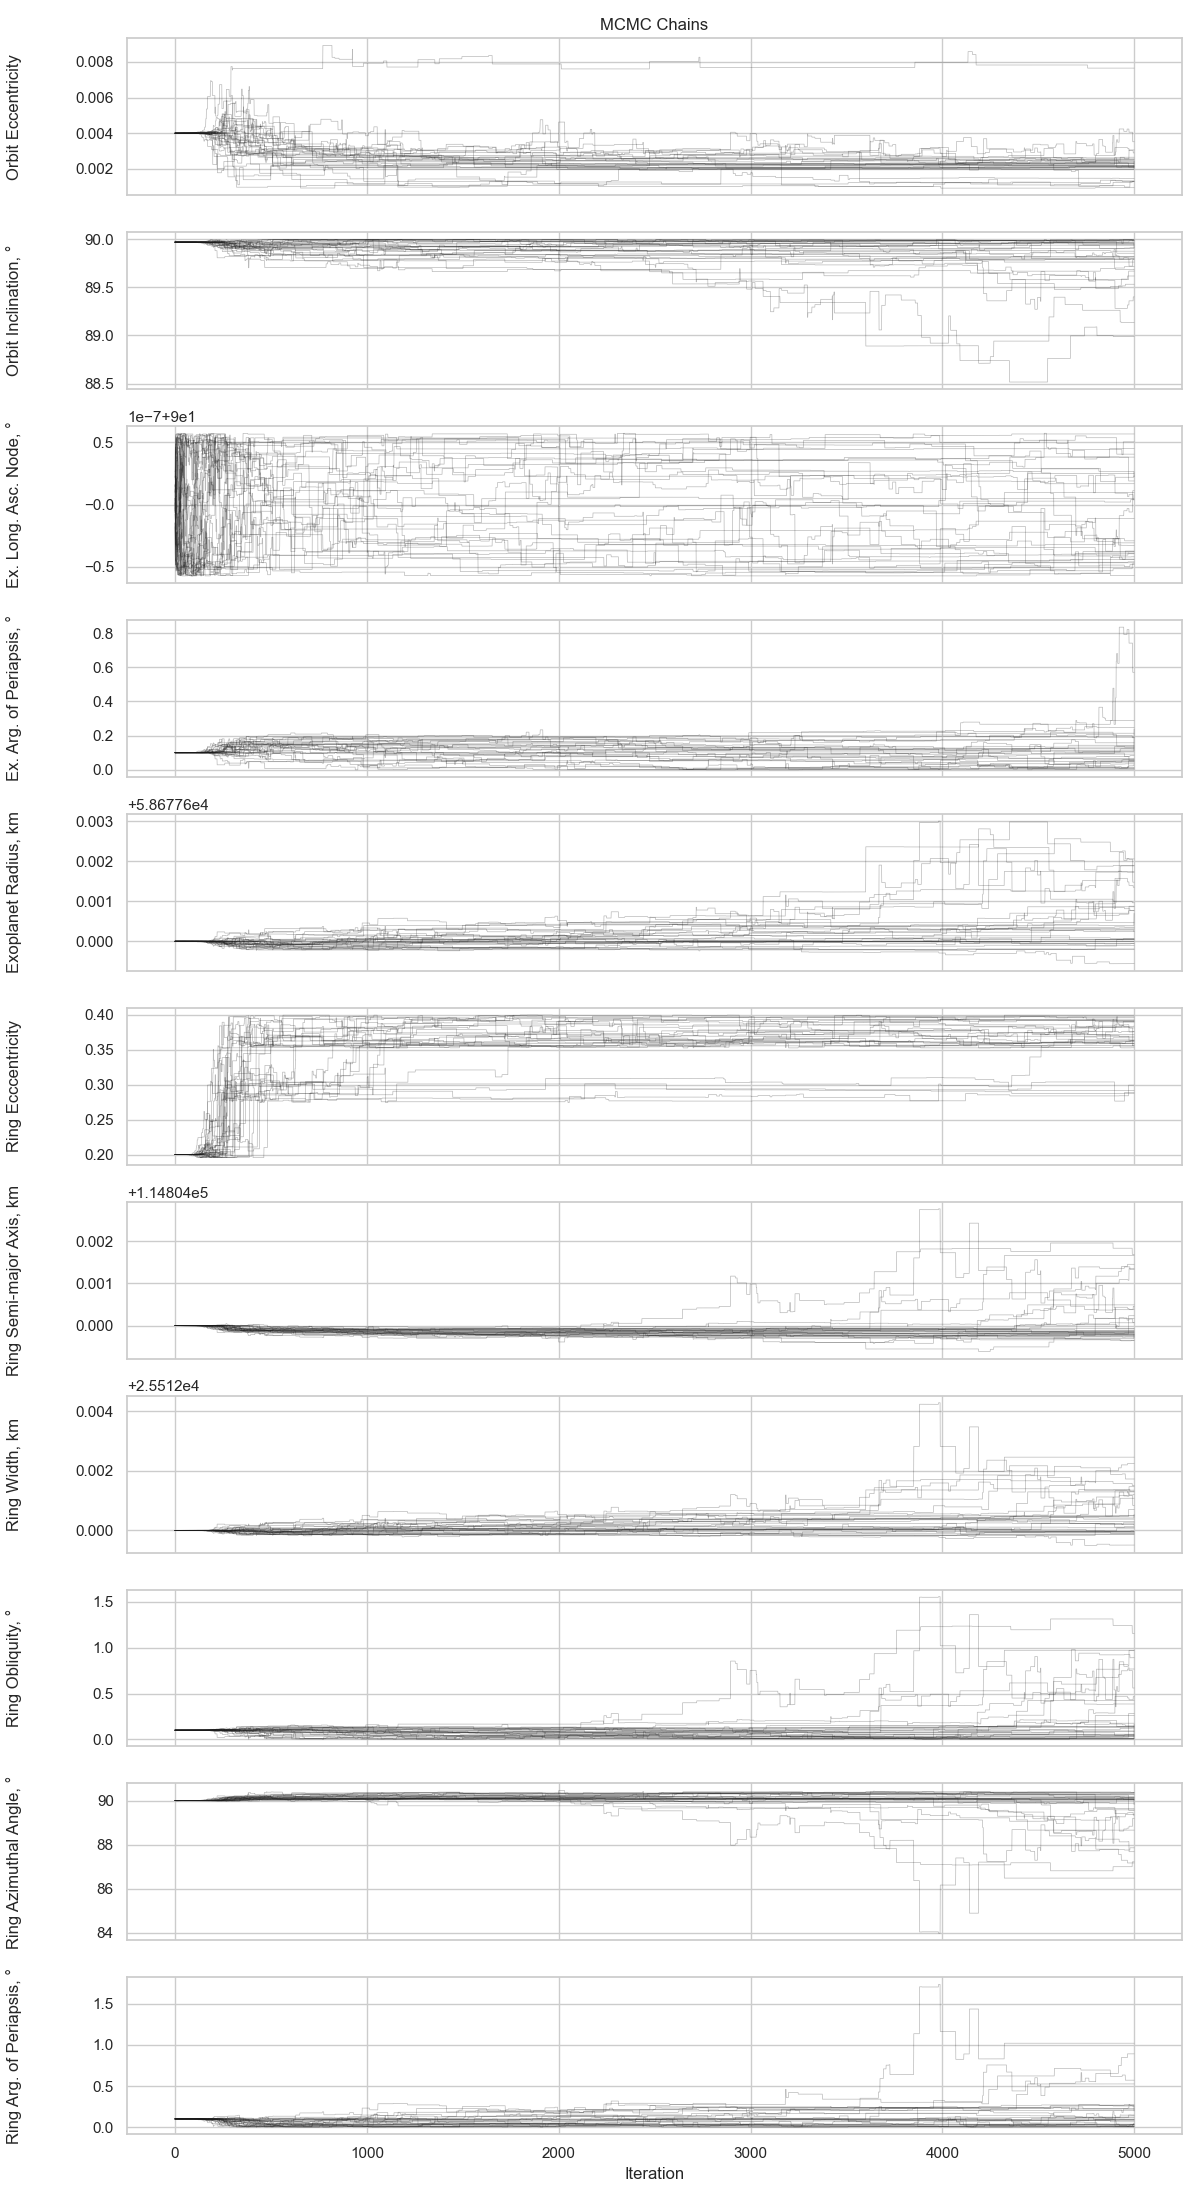 MCMC Chains
Orbit Eccentricity
0.008
0.006
0.004
0.002
Orbit Inclination, °
90.0
89.5
89.0
88.5
1e−7+9e1
Ex. Long. Asc. Node, °
0.5
−0.0
−0.5
Ex. Arg. of Periapsis, °
0.8
0.6
0.4
0.2
0.0
+5.86776e4
Exoplanet Radius, km
0.003
0.002
0.001
0.000
Ring Eccentricity
0.40
0.35
0.30
0.25
0.20
+1.14804e5
Ring Semi-major Axis, km
0.002
0.001
0.000
+2.5512e4
Ring Width, km
0.004
0.002
0.000
Ring Obliquity, °
1.5
1.0
0.5
0.0
Ring Azimuthal Angle, °
90
88
86
84
Ring Arg. of Periapsis, °
1.5
1.0
0.5
0.0
0 1000 2000 3000 4000 5000
Iteration